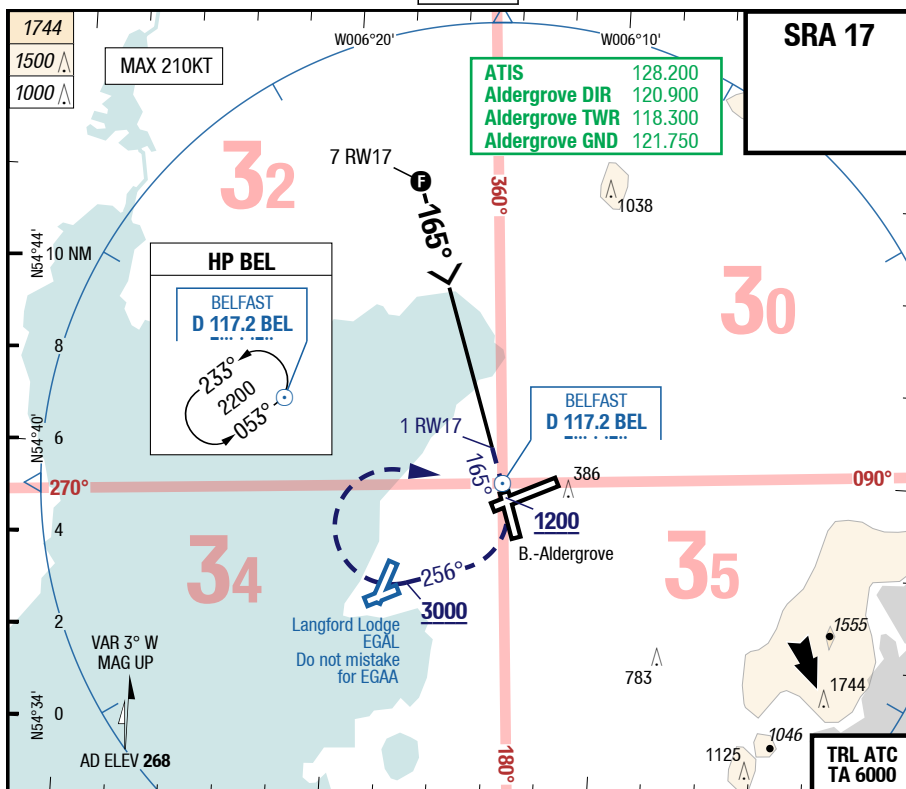 1744
1500
1000
MAX 210KT
W006°20'
W006°10'
SRA 17
ATIS 128.200
Aldergrove DIR 120.900
Aldergrove TWR 118.300
Aldergrove GND 121.750
7 RW17
F
165°
360°
32
1038
N54°44'
10 NM
HP BEL
BELFAST
D 117.2 BEL
233°
2200
053°
30
8
6
N54°40'
1 RW17
165°
BELFAST
D 117.2 BEL
270°
090°
386
4
1200
B.-Aldergrove
34
256°
35
3000
2
Langford Lodge
EGAL
Do not mistake
for EGAA
VAR 3° W
MAG UP
783
1555
1744
N54°34'
0
AD ELEV 268
180°
1125
1046
TRL ATC
TA 6000